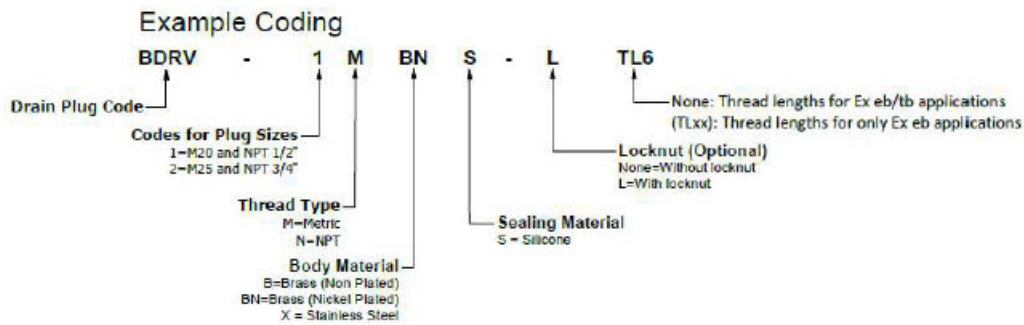 Example Coding
BDRV - 1 M BN S - L TL6
Drain Plug Code
None: Thread lengths for Ex eb/tb applications
(TLxx): Thread lengths for only Ex eb applications
Codes for Plug Sizes
1=M20 and NPT 1/2"
2=M25 and NPT 3/4"
Locknut (Optional)
None=Without locknut
L=With locknut
Thread Type
M=Metric
N=NPT
Sealing Material
S = Silicone
Body Material
B=Brass (Non Plated)
BN=Brass (Nickel Plated)
X = Stainless Steel